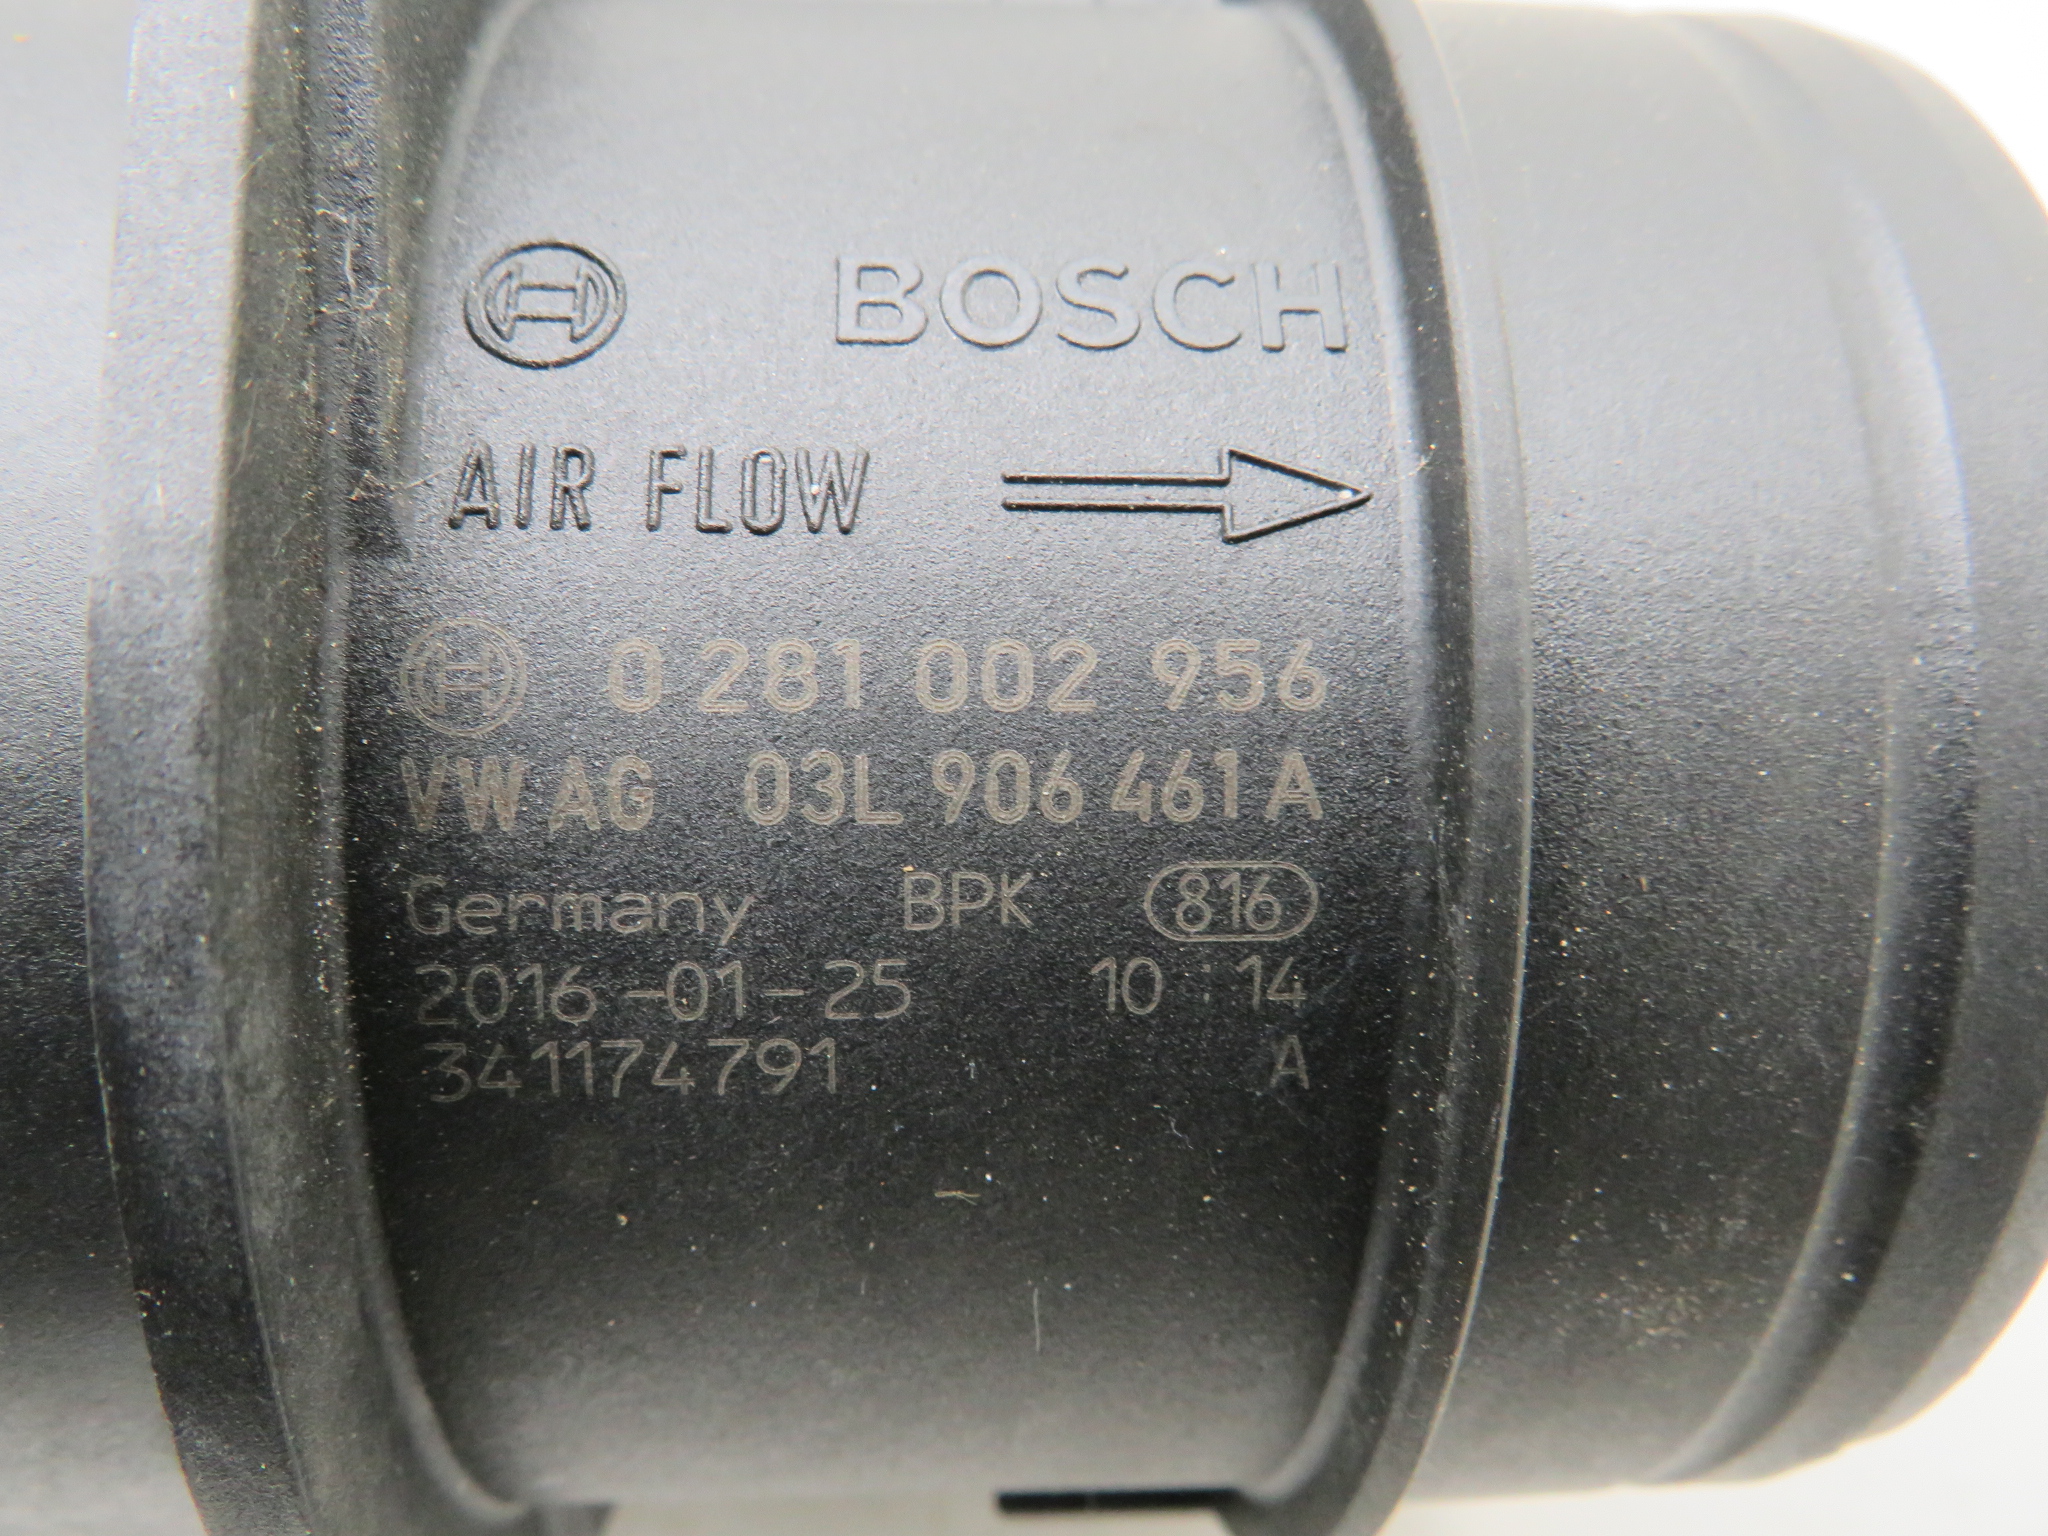 BOSCH
AIR FLOW
0 281 002 956
VW AG 03L 906 461 A
Germany BPK 816
2016-01-25 10:14
341174791 A